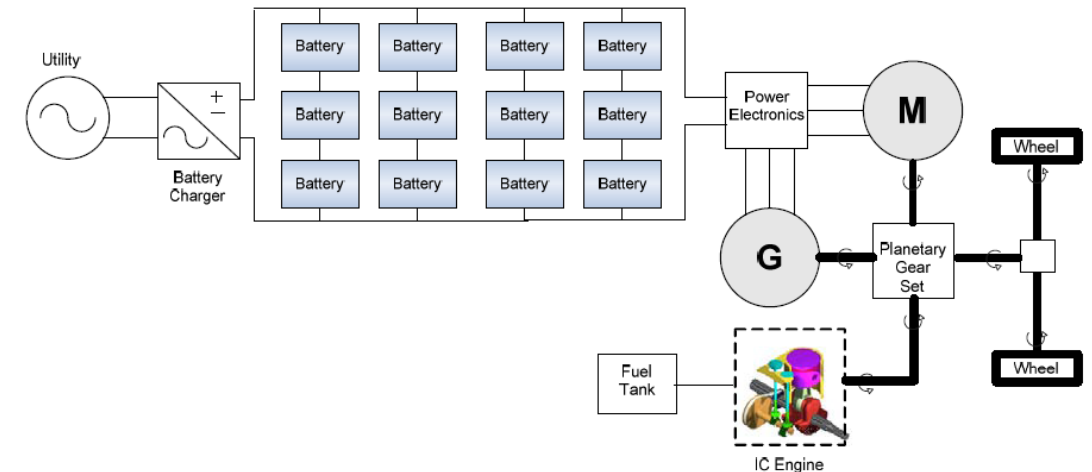 Utility
+
−
Battery
Charger
Battery Battery Battery Battery
Battery Battery Battery Battery
Battery Battery Battery Battery
Power
Electronics
M
G
Planetary
Gear
Set
Wheel
Wheel
Fuel
Tank
IC Engine